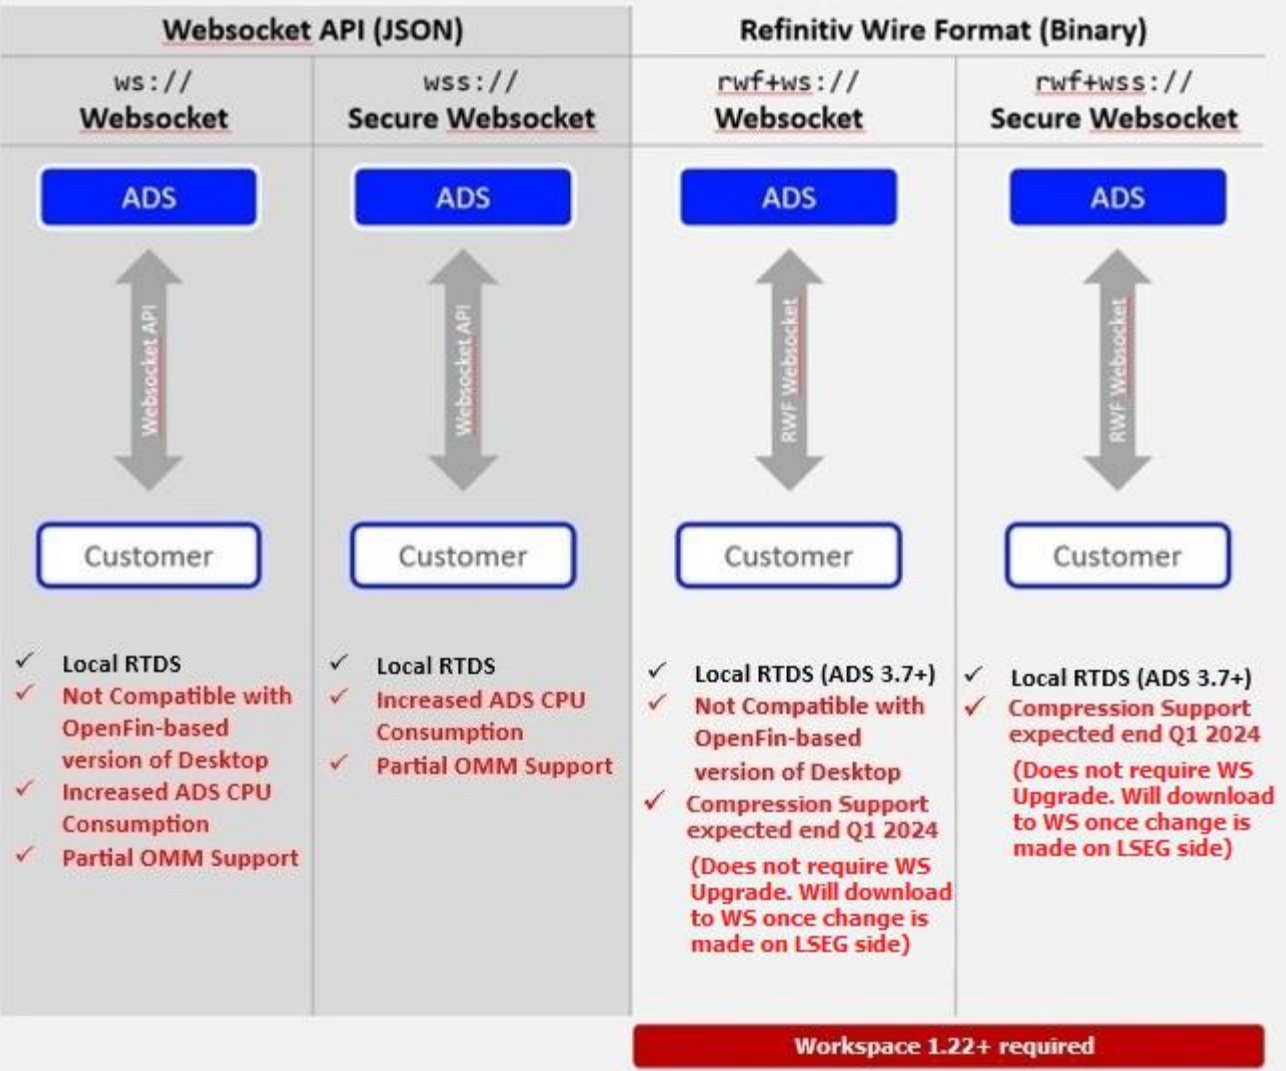 Websocket API (JSON)
Refinitiv Wire Format (Binary)
ws://
Websocket
wss://
Secure Websocket
rwf+ws://
Websocket
rwf+wss://
Secure Websocket
ADS
ADS
ADS
ADS
Websocket API
Websocket API
RWF Websocket
RWF Websocket
Customer
Customer
Customer
Customer
✓ Local RTDS
✓ Not Compatible with
OpenFin-based
version of Desktop
✓ Increased ADS CPU
Consumption
✓ Partial OMM Support
✓ Local RTDS
✓ Increased ADS CPU
Consumption
✓ Partial OMM Support
✓ Local RTDS (ADS 3.7+)
✓ Not Compatible with
OpenFin-based
version of Desktop
✓ Compression Support
expected end Q1 2024
(Does not require WS
Upgrade. Will download
to WS once change is
made on LSEG side)
✓ Local RTDS (ADS 3.7+)
✓ Compression Support
expected end Q1 2024
(Does not require WS
Upgrade. Will download
to WS once change is
made on LSEG side)
Workspace 1.22+ required